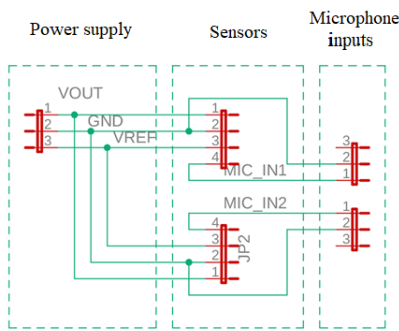 Power supply
Sensors
Microphone
inputs
VOUT
1
2
3
GND
VREF
1
2
3
4
MIC_IN1
3
2
1
MIC_IN2
4
3
2
1
JP2
1
2
3